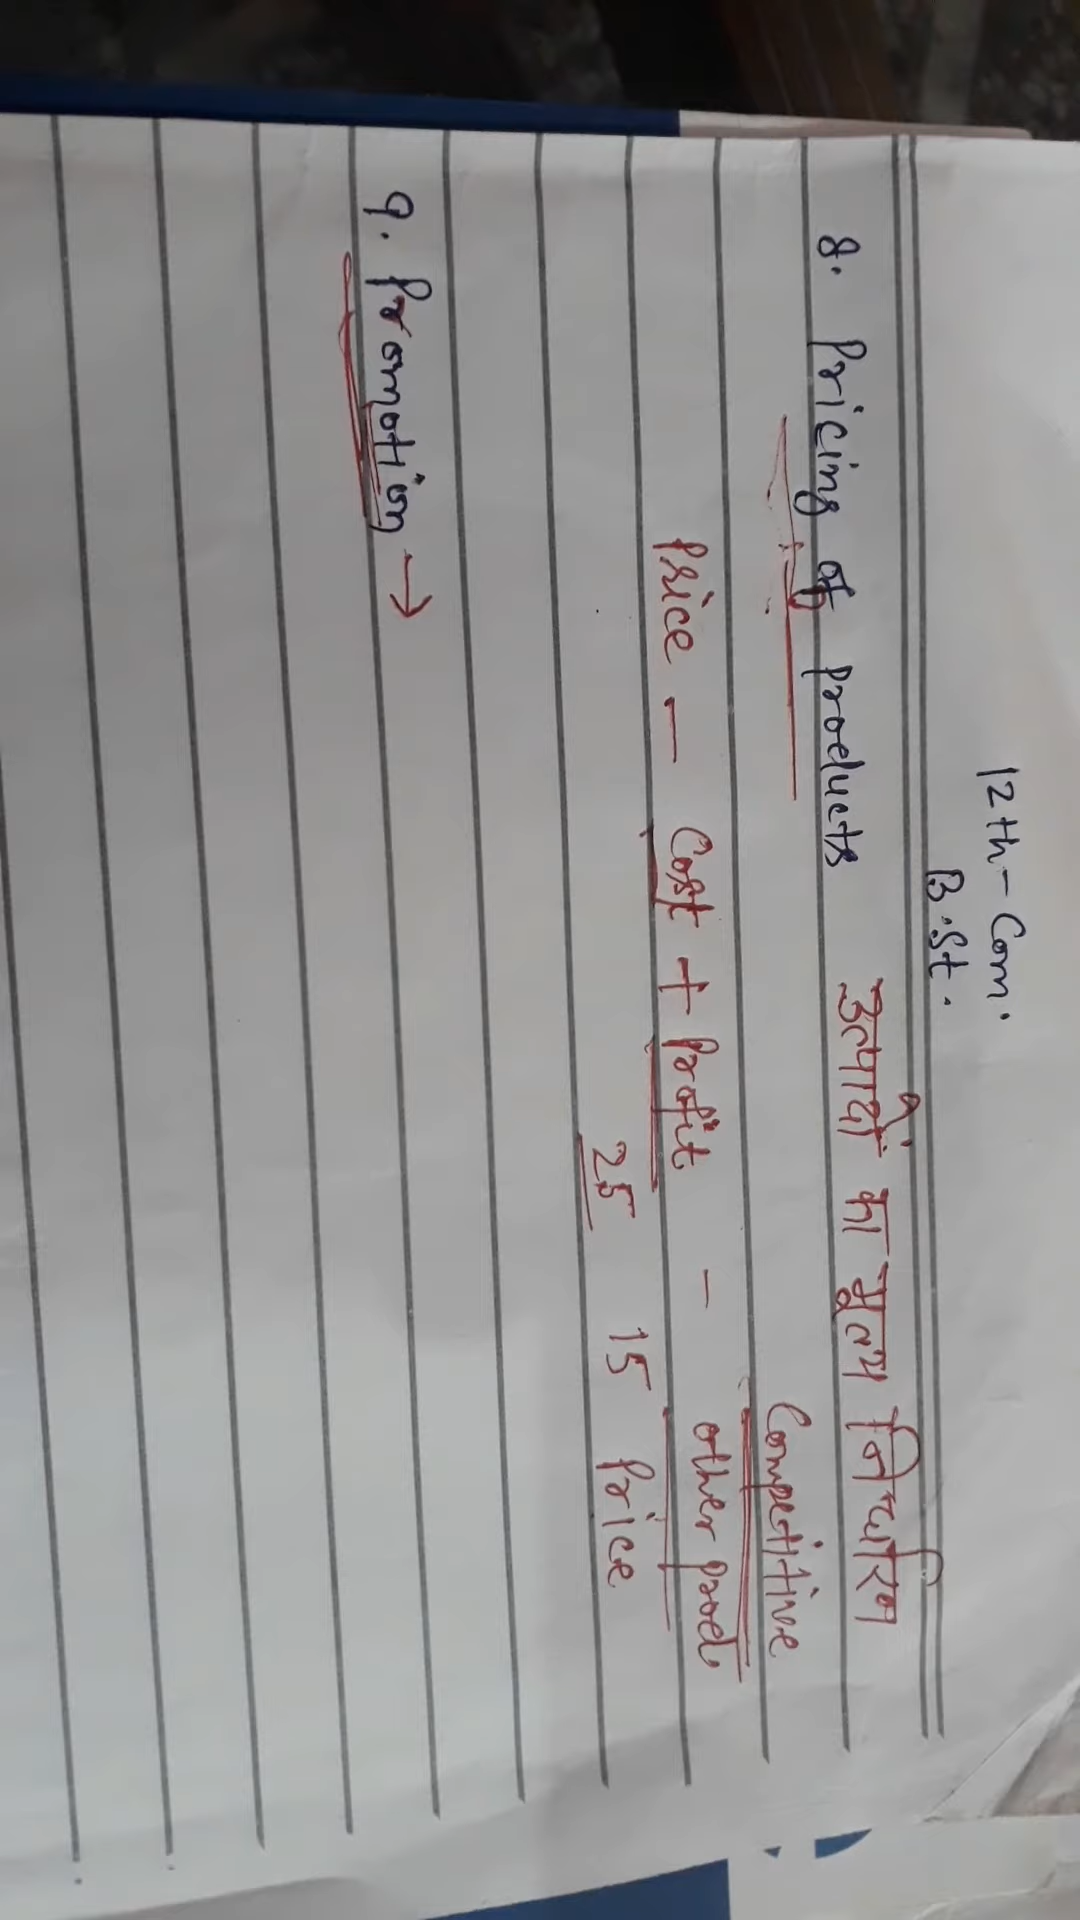 12th - Com.
B.St.
8. Pricing of products उत्पादों का मूल्य निर्धारण
Competitive
Price - Cost + Profit - other prod.
25 15 Price
9. Promotion →